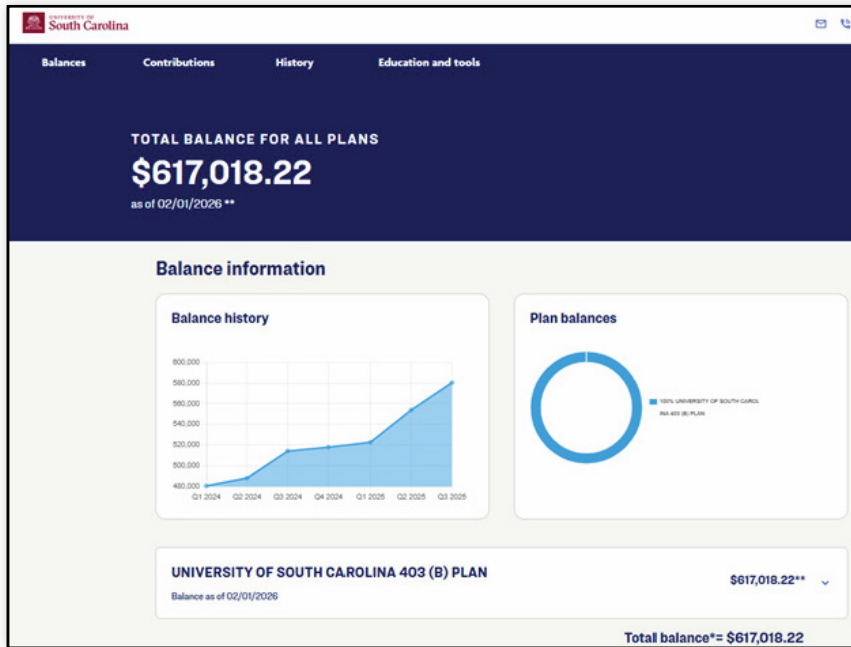 UNIVERSITY OF
South Carolina
Balances Contributions History Education and tools
TOTAL BALANCE FOR ALL PLANS
$617,018.22
as of 02/01/2026 **
Balance information
Balance history
600,000
580,000
560,000
540,000
520,000
500,000
480,000
Q1 2024 Q2 2024 Q3 2024 Q4 2024 Q1 2025 Q2 2025 Q3 2025
Plan balances
100% UNIVERSITY OF SOUTH CAROL
INA 403 (B) PLAN
UNIVERSITY OF SOUTH CAROLINA 403 (B) PLAN
$617,018.22**
Balance as of 02/01/2026
Total balance*= $617,018.22